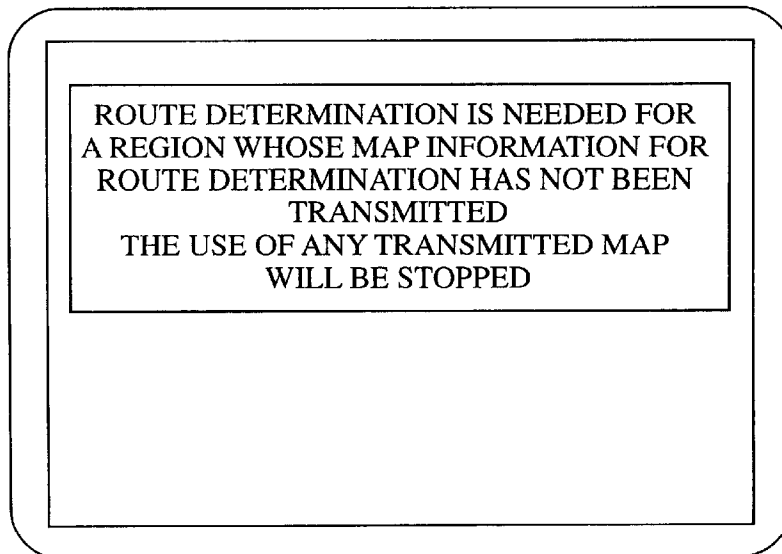 ROUTE DETERMINATION IS NEEDED FOR
A REGION WHOSE MAP INFORMATION FOR
ROUTE DETERMINATION HAS NOT BEEN
TRANSMITTED
THE USE OF ANY TRANSMITTED MAP
WILL BE STOPPED